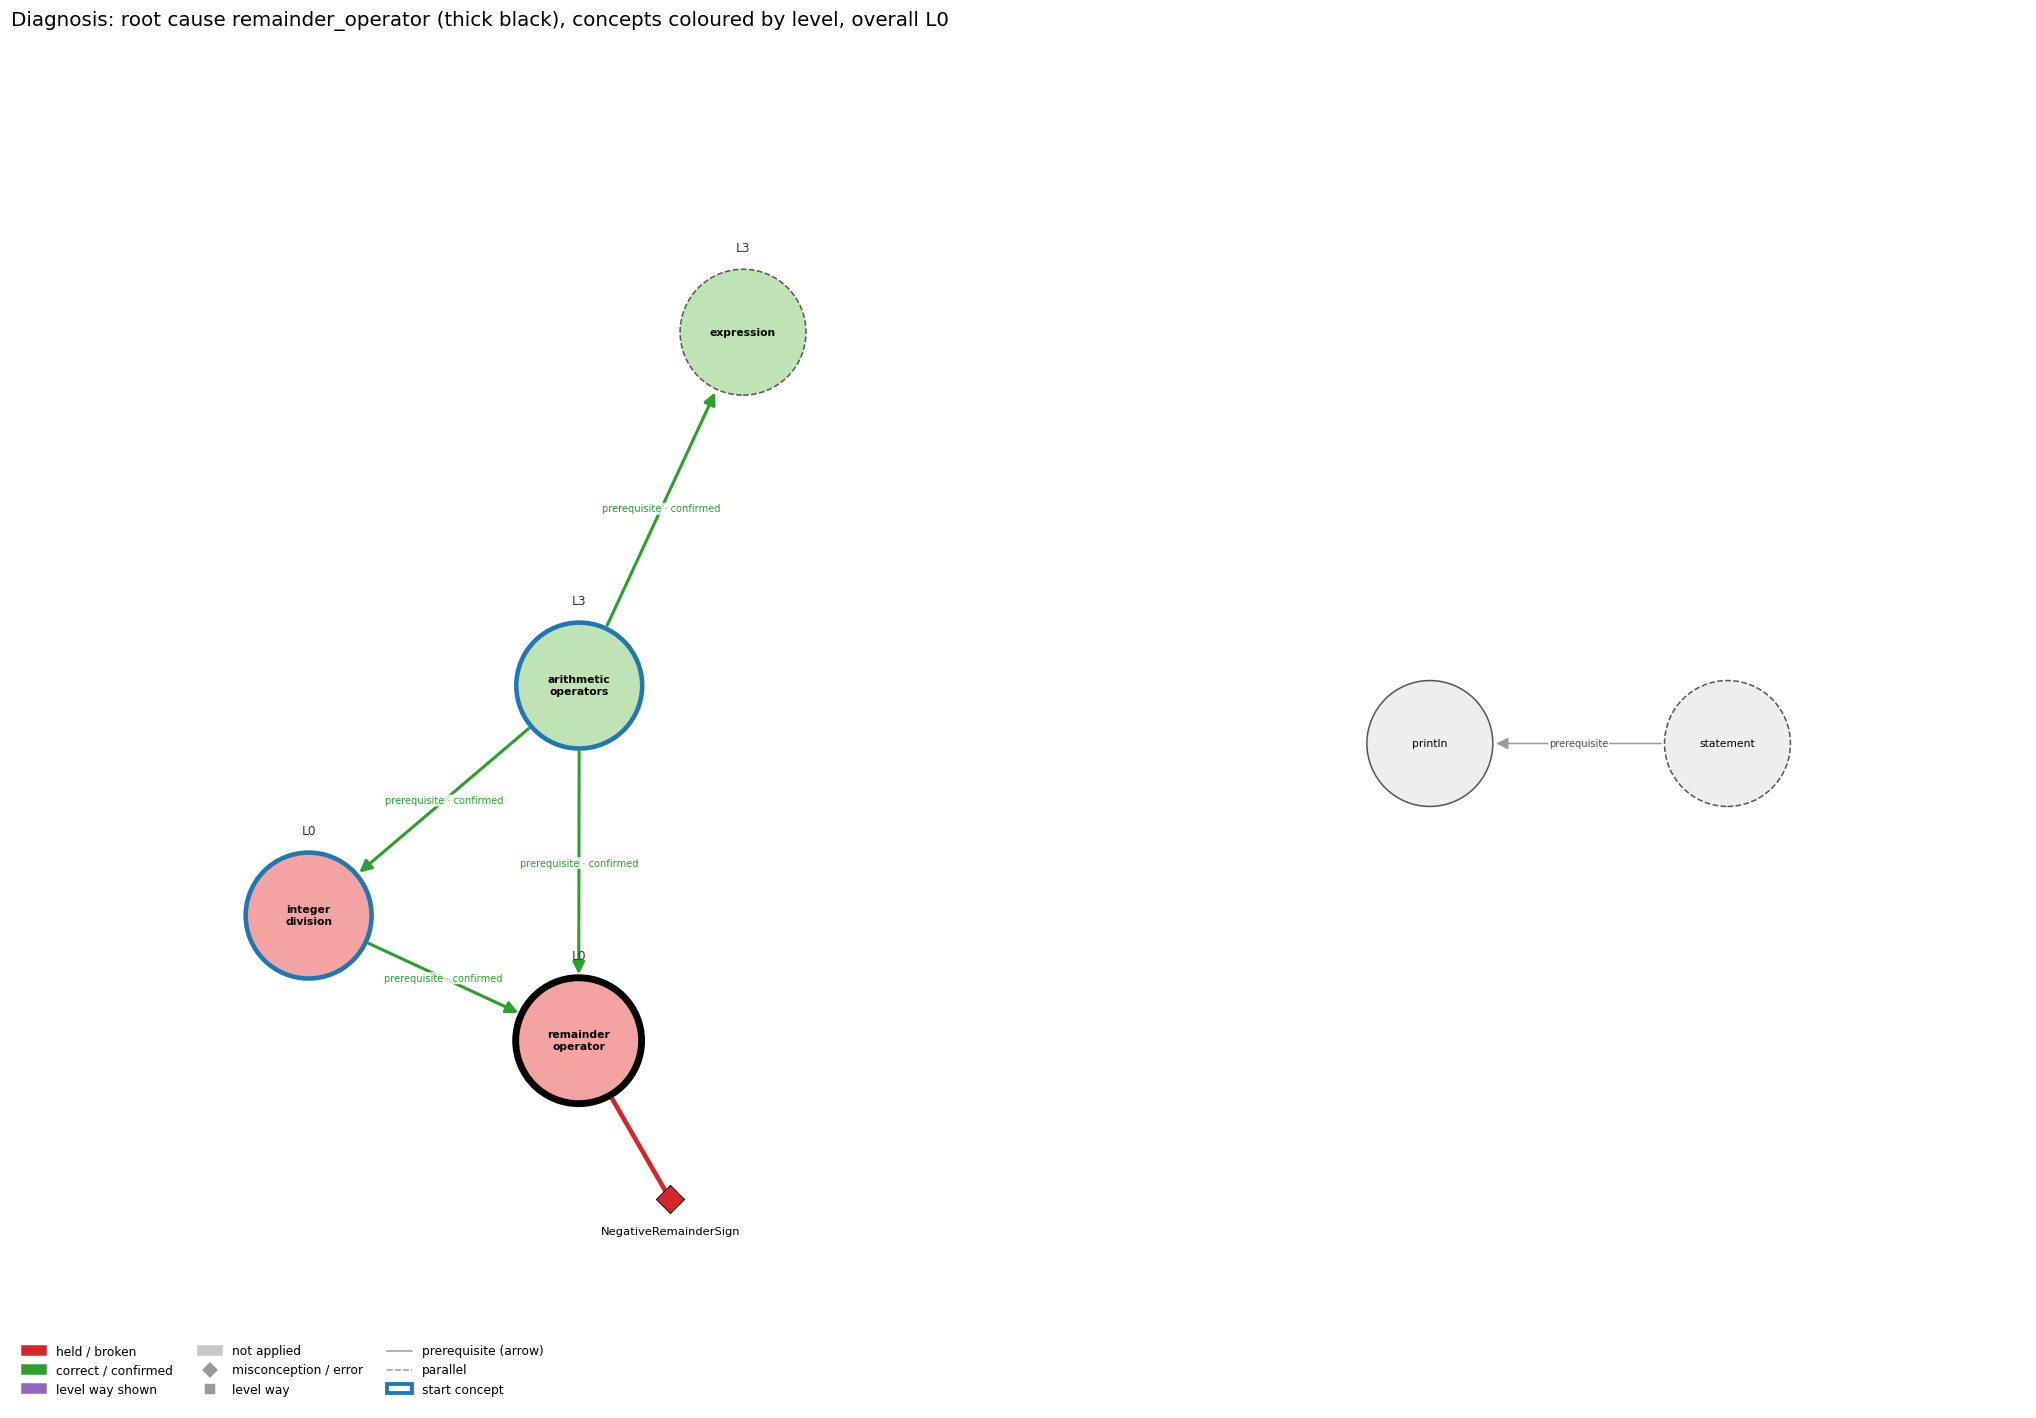 Diagnosis: root cause remainder_operator (thick black), concepts coloured by level, overall L0
L3
expression
prerequisite · confirmed
L3
arithmetic
operators
prerequisite · confirmed
println
prerequisite
statement
L0
prerequisite · confirmed
integer
division
L0
prerequisite · confirmed
remainder
operator
NegativeRemainderSign
held / broken
correct / confirmed
level way shown
not applied
misconception / error
level way
prerequisite (arrow)
parallel
start concept